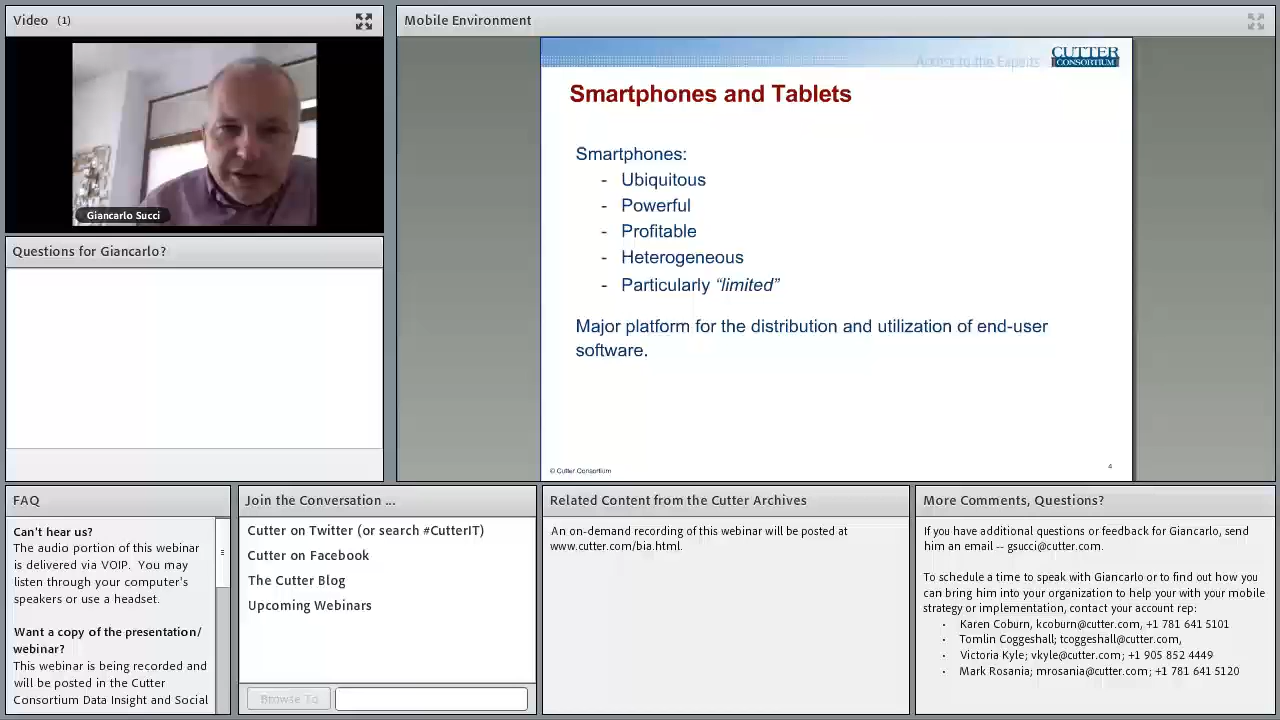 Video (1)
Giancarlo Succi
Questions for Giancarlo?
Mobile Environment
Access to the Experts
CUTTER
CONSORTIUM
Smartphones and Tablets
Smartphones:
- Ubiquitous
- Powerful
- Profitable
- Heterogeneous
- Particularly “limited”
Major platform for the distribution and utilization of end-user
software.
© Cutter Consortium
4
FAQ
Can't hear us?
The audio portion of this webinar
is delivered via VOIP. You may
listen through your computer's
speakers or use a headset.
Want a copy of the presentation/
webinar?
This webinar is being recorded and
will be posted in the Cutter
Consortium Data Insight and Social
Join the Conversation ...
Cutter on Twitter (or search #CutterIT)
Cutter on Facebook
The Cutter Blog
Upcoming Webinars
Browse To
Related Content from the Cutter Archives
An on-demand recording of this webinar will be posted at
www.cutter.com/bia.html.
More Comments, Questions?
If you have additional questions or feedback for Giancarlo, send
him an email -- gsucci@cutter.com.
To schedule a time to speak with Giancarlo or to find out how you
can bring him into your organization to help your with your mobile
strategy or implementation, contact your account rep:
• Karen Coburn, kcoburn@cutter.com, +1 781 641 5101
• Tomlin Coggeshall; tcoggeshall@cutter.com,
• Victoria Kyle; vkyle@cutter.com; +1 905 852 4449
• Mark Rosania; mrosania@cutter.com; +1 781 641 5120